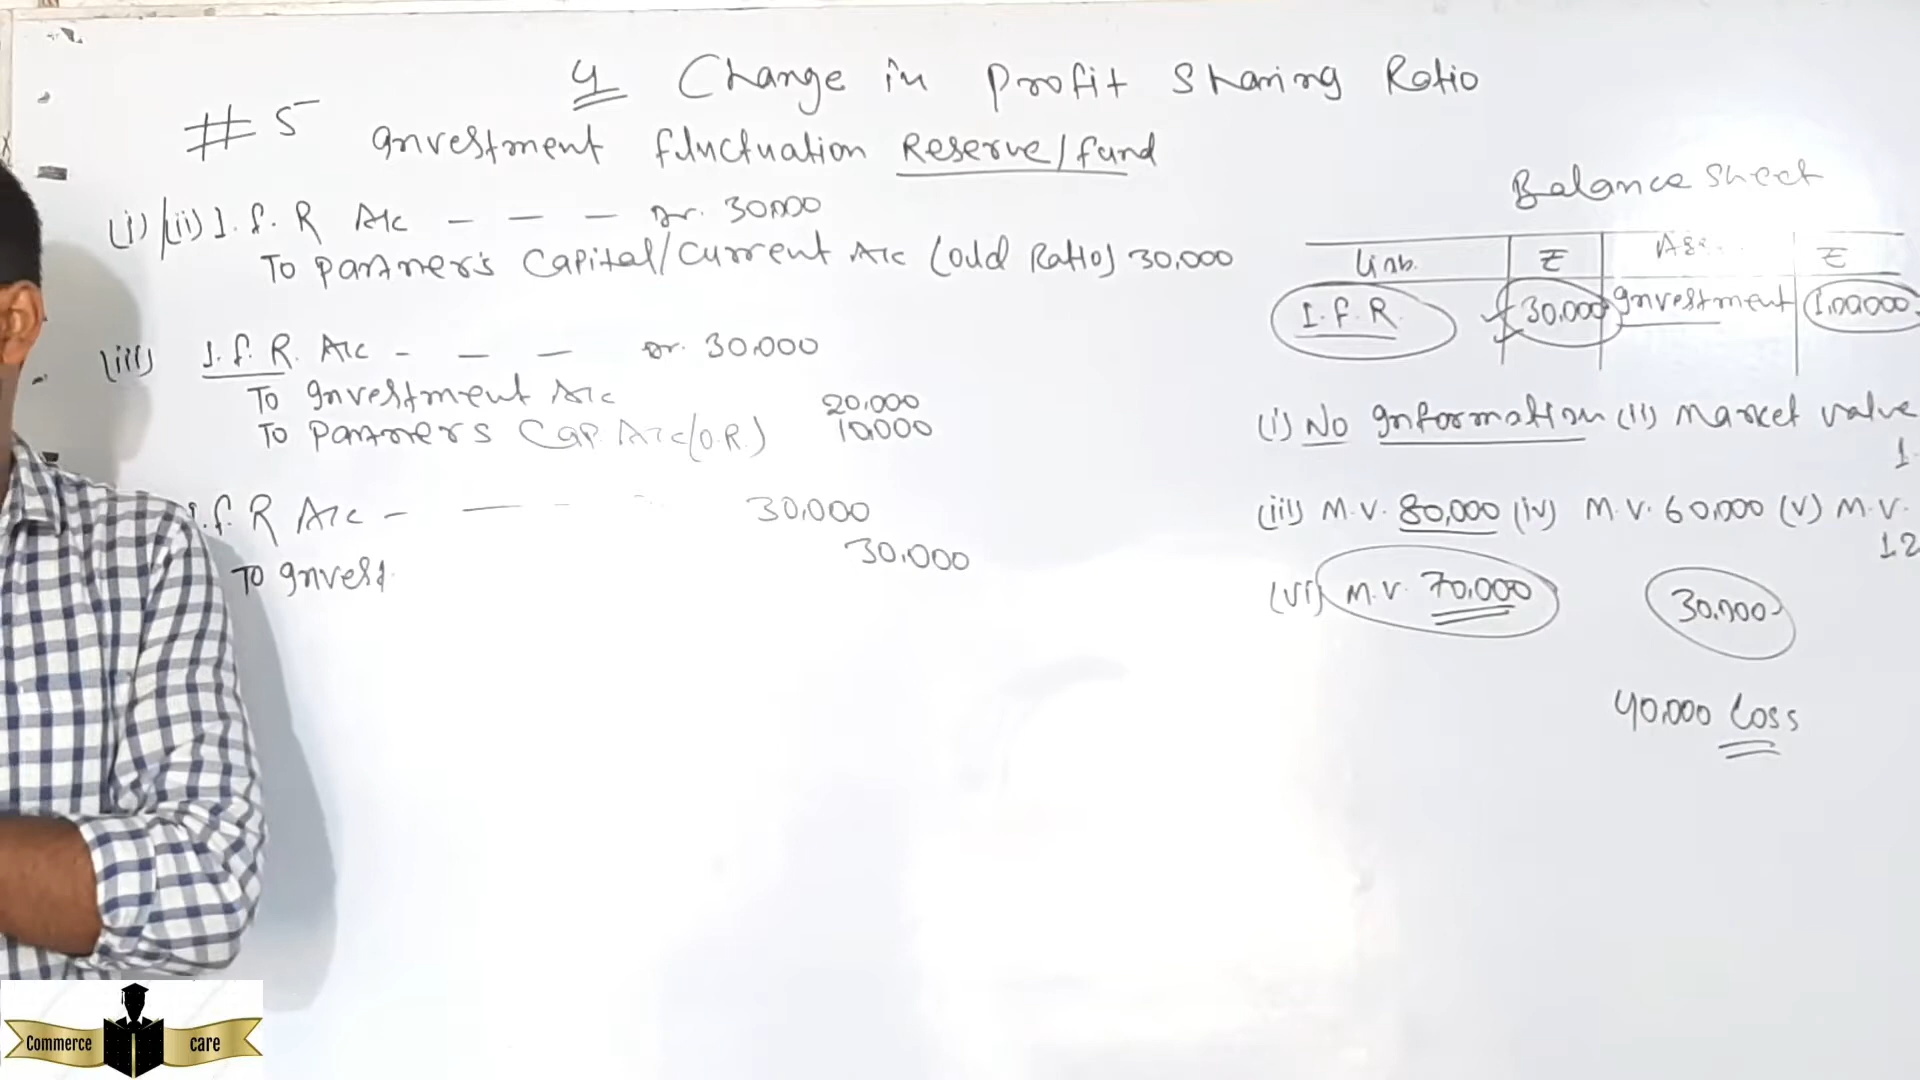 4 Change in Profit Sharing Ratio
# 5 Investment fluctuation Reserve/fund
(i)/(ii) I.f.R A/c - - - Dr. 30,000
To Partner's Capital/Current A/c (Old Ratio) 30,000
(iii) I.f.R. A/c - - - Dr. 30,000
To Investment A/c 20,000
To Partner's Cap. A/c (O.R.) 10,000
.f.R A/c - - - 30,000
To Invest. 30,000
Balance Sheet
Liab. ₹ Ass.. ₹
I.F.R. 30,000 Investment 1,00,000
(i) No Information (ii) Market value
1
(iii) M.V. 80,000 (iv) M.V. 60,000 (v) M.V.
12
(vi) M.V. 70,000 30,000
40,000 Loss
Commerce care